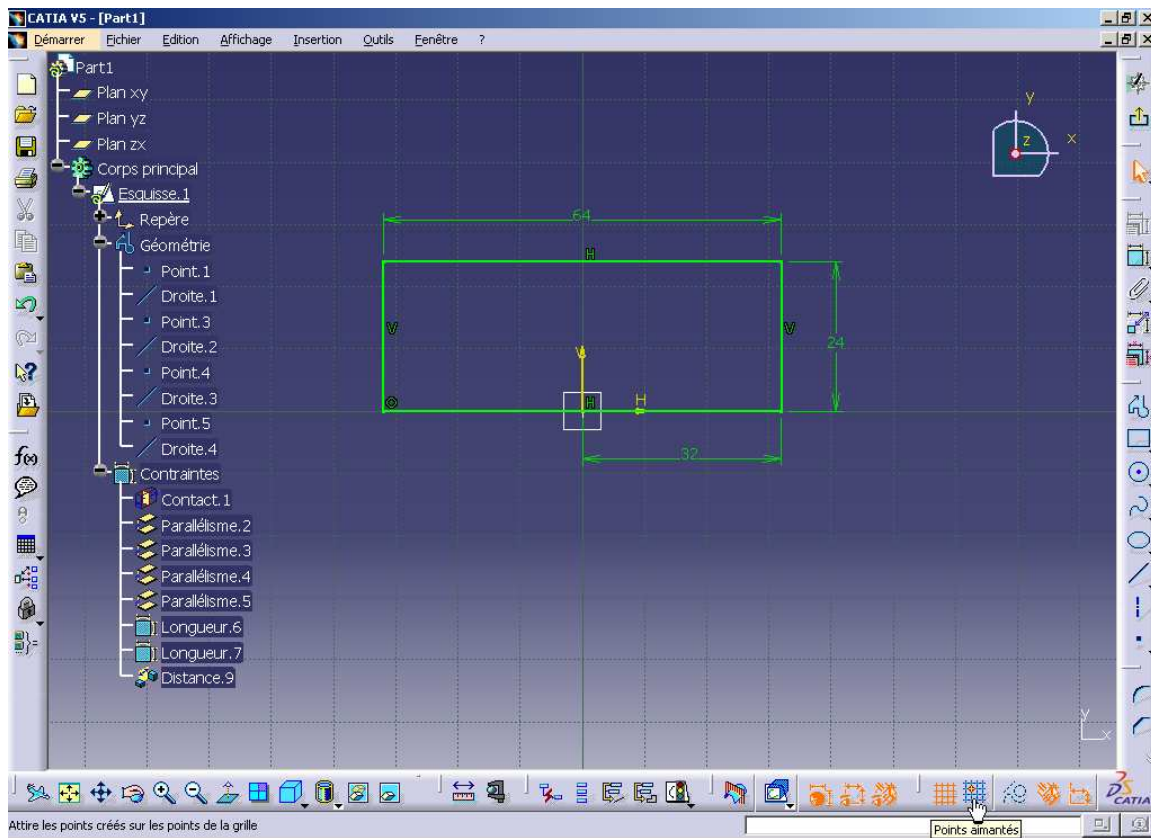 CATIA V5 - [Part1]
Démarrer Fichier Edition Affichage Insertion Outils Fenêtre ?
Part1
Plan xy
Plan yz
Plan zx
Corps principal
Esquisse.1
Repère
Géométrie
Point.1
Droite.1
Point.3
Droite.2
Point.4
Droite.3
Point.5
Droite.4
Contraintes
Contact.1
Parallélisme.2
Parallélisme.3
Parallélisme.4
Parallélisme.5
Longueur.6
Longueur.7
Distance.9
y
x
z
64
H
V
V
24
V
H
H
32
y
x
f(x)
DS CATIA
Attire les points créés sur les points de la grille
Points aimantés